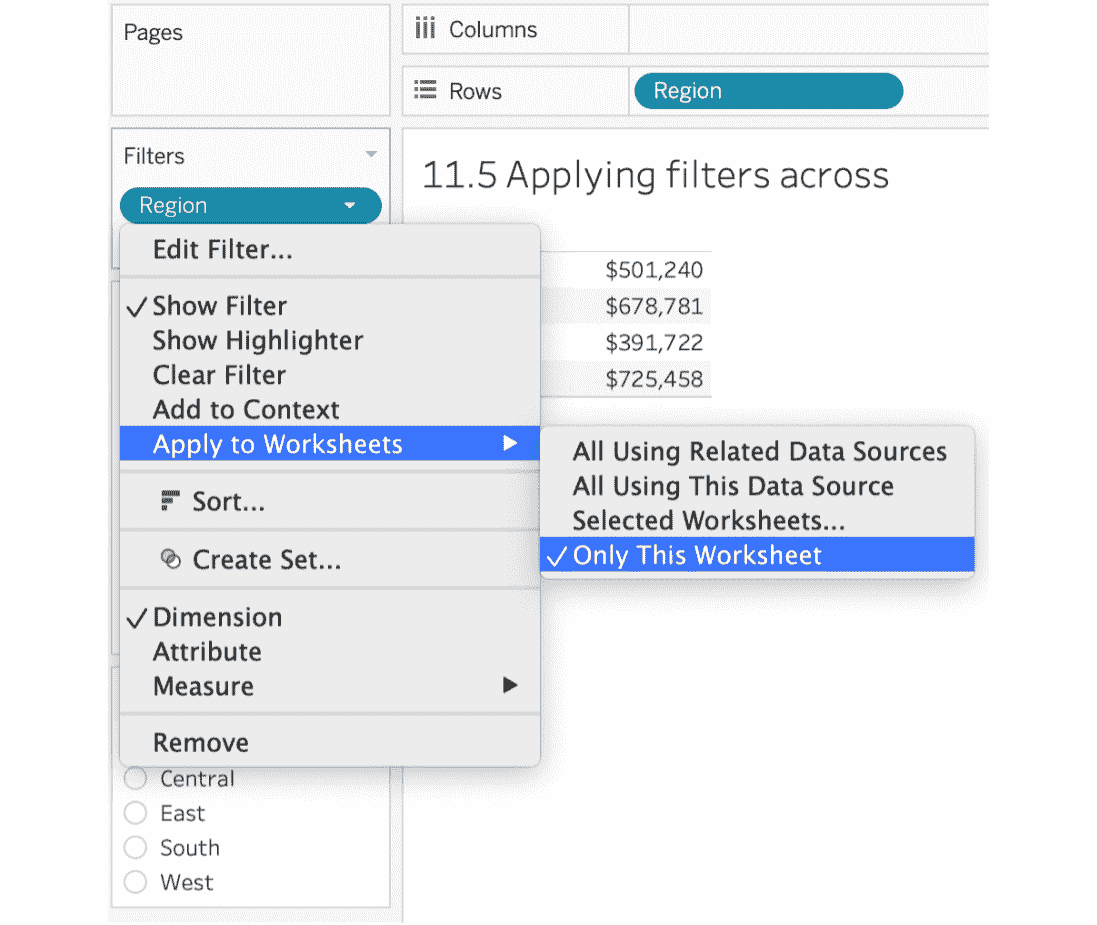 Pages
Columns
Rows
Region
Filters
Region
11.5 Applying filters across
Edit Filter...
Show Filter
Show Highlighter
Clear Filter
Add to Context
Apply to Worksheets
Sort...
Create Set...
Dimension
Attribute
Measure
Remove
$501,240
$678,781
$391,722
$725,458
All Using Related Data Sources
All Using This Data Source
Selected Worksheets...
Only This Worksheet
Central
East
South
West